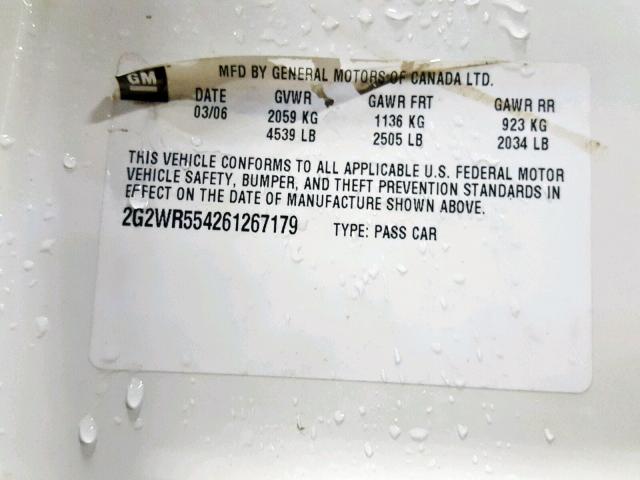 GM
MFD BY GENERAL MOTORS OF CANADA LTD.
DATE GVWR GAWR FRT GAWR RR
03/06 2059 KG 1136 KG 923 KG
4539 LB 2505 LB 2034 LB
THIS VEHICLE CONFORMS TO ALL APPLICABLE U.S. FEDERAL MOTOR
VEHICLE SAFETY, BUMPER, AND THEFT PREVENTION STANDARDS IN
EFFECT ON THE DATE OF MANUFACTURE SHOWN ABOVE.
2G2WR554261267179 TYPE: PASS CAR